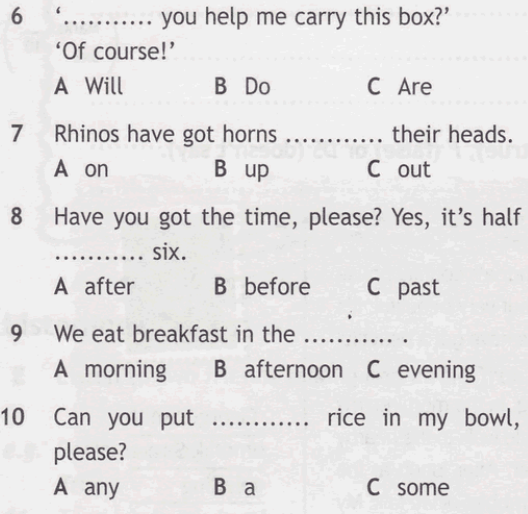 6 ‘........... you help me carry this box?’
‘Of course!’
A Will B Do C Are
7 Rhinos have got horns ........... their heads.
A on B up C out
8 Have you got the time, please? Yes, it’s half
........... six.
A after B before C past
9 We eat breakfast in the ........... .
A morning B afternoon C evening
10 Can you put ............ rice in my bowl,
please?
A any B a C some